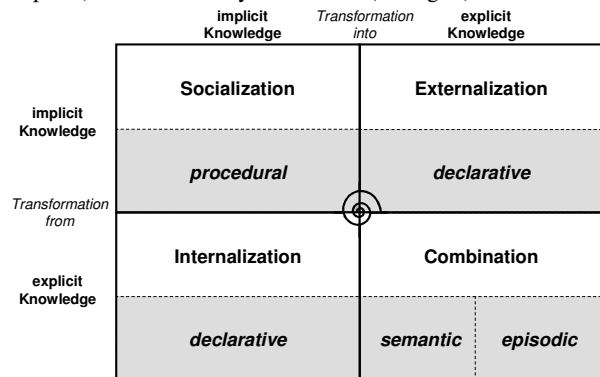 implicit
Knowledge
Transformation
into
explicit
Knowledge
Socialization
Externalization
implicit
Knowledge
procedural
declarative
Transformation
from
Internalization
Combination
explicit
Knowledge
declarative
semantic
episodic